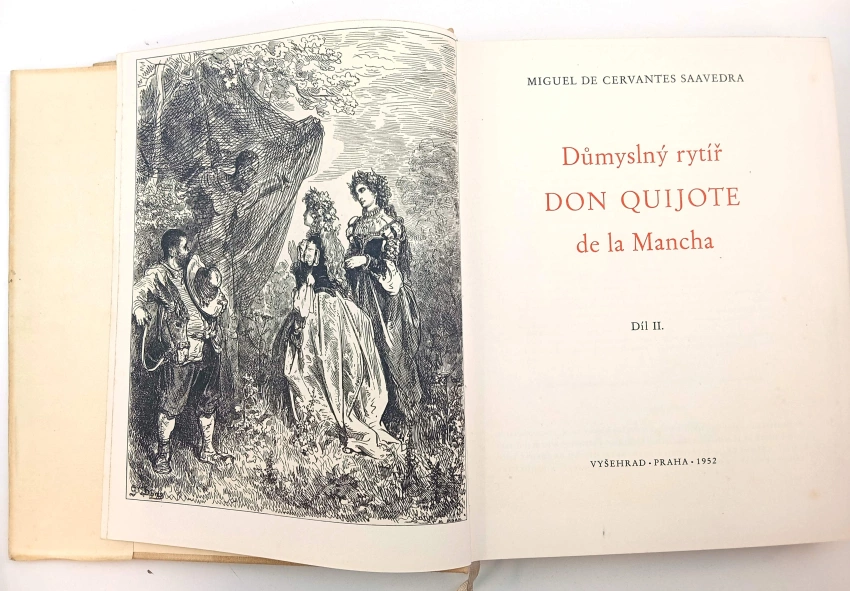 MIGUEL DE CERVANTES SAAVEDRA
Důmyslný rytíř
DON QUIJOTE
de la Mancha
Díl II.
VYŠEHRAD • PRAHA • 1952